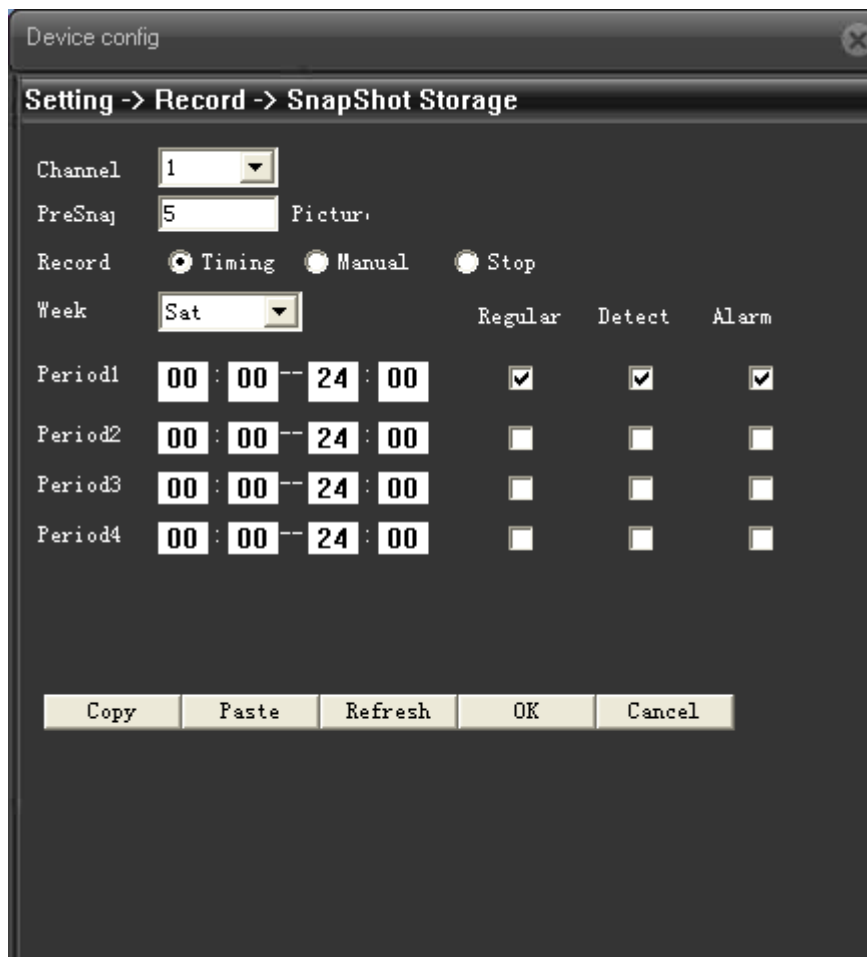 Device config
Setting -> Record -> SnapShot Storage
Channel 1
PreSnap 5 Pictur
Record Timing Manual Stop
Week Sat Regular Detect Alarm
Period1 00 : 00 -- 24 : 00
Period2 00 : 00 -- 24 : 00
Period3 00 : 00 -- 24 : 00
Period4 00 : 00 -- 24 : 00
Copy Paste Refresh OK Cancel